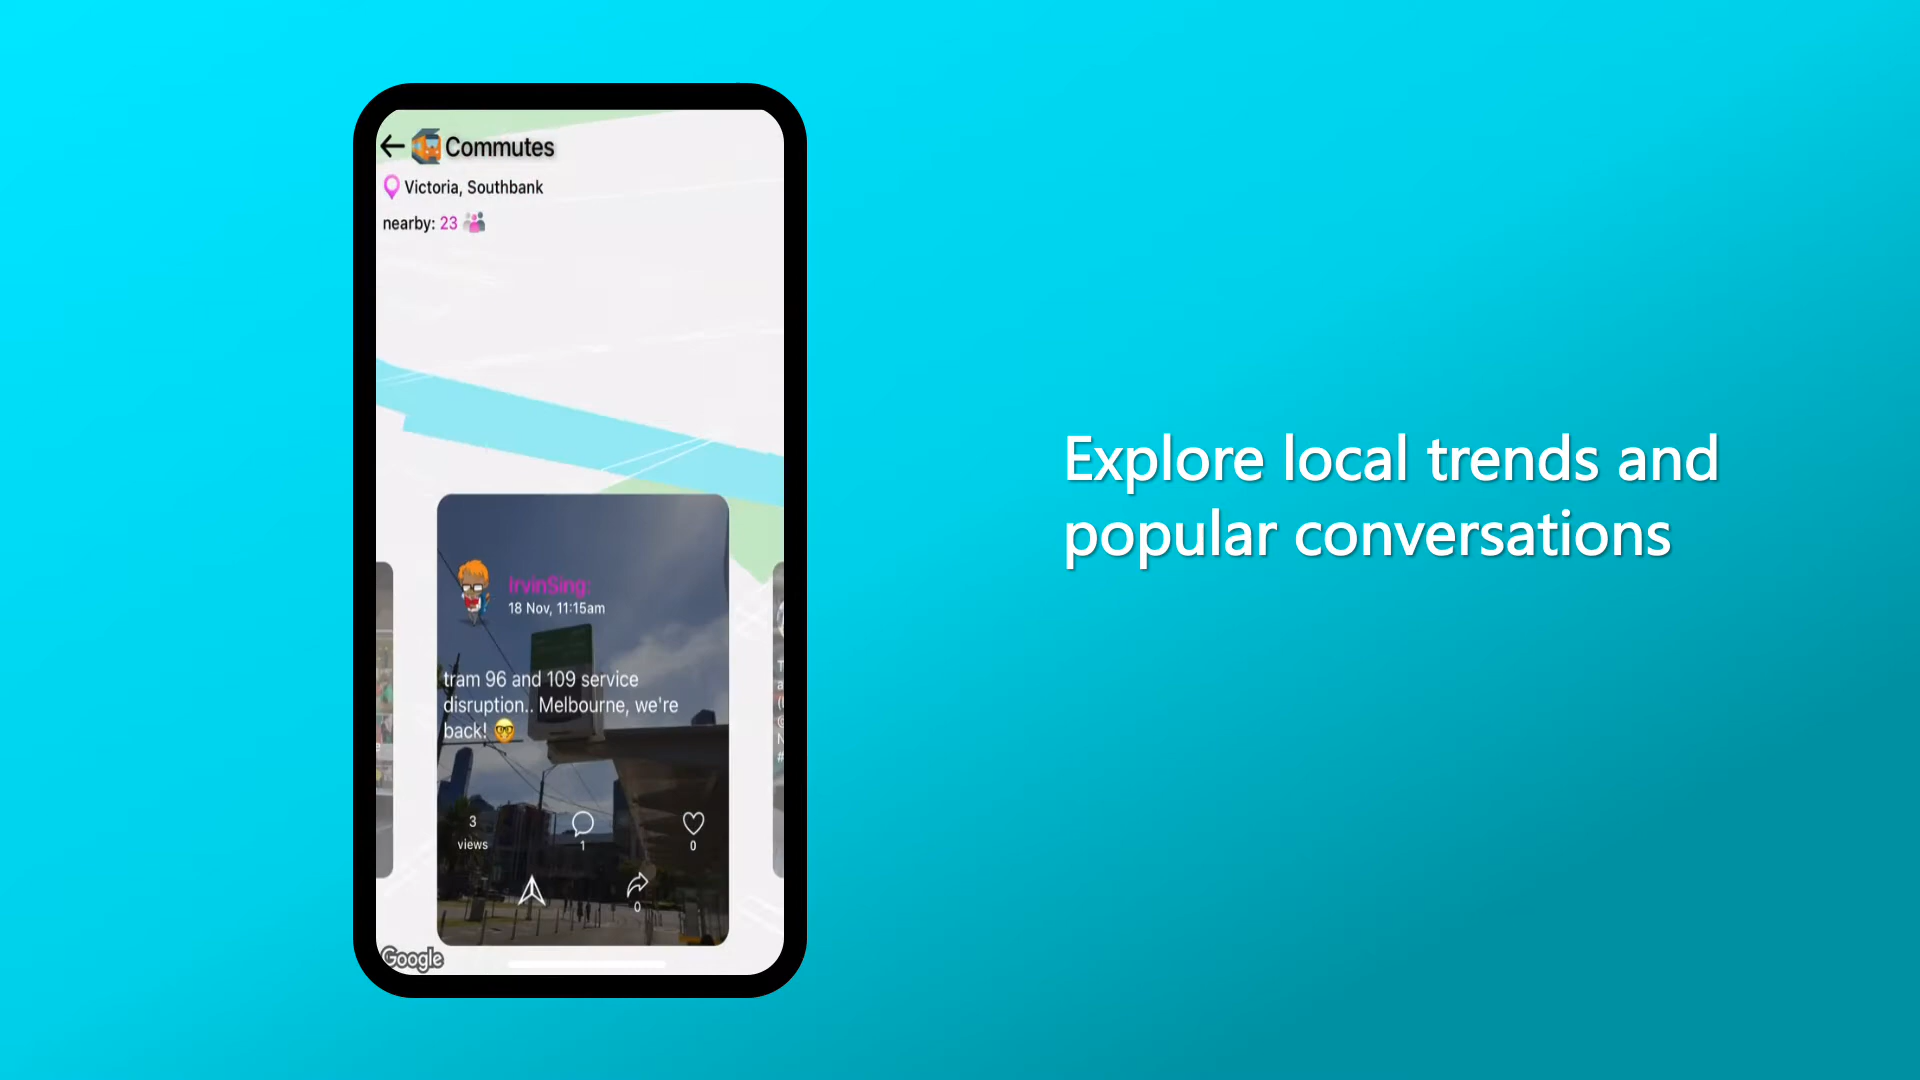 Commutes
Victoria, Southbank
nearby: 23
IrvinSing:
18 Nov, 11:15am
tram 96 and 109 service
disruption.. Melbourne, we're
back! 🤓
3
views
1
0
0
Google
Explore local trends and
popular conversations